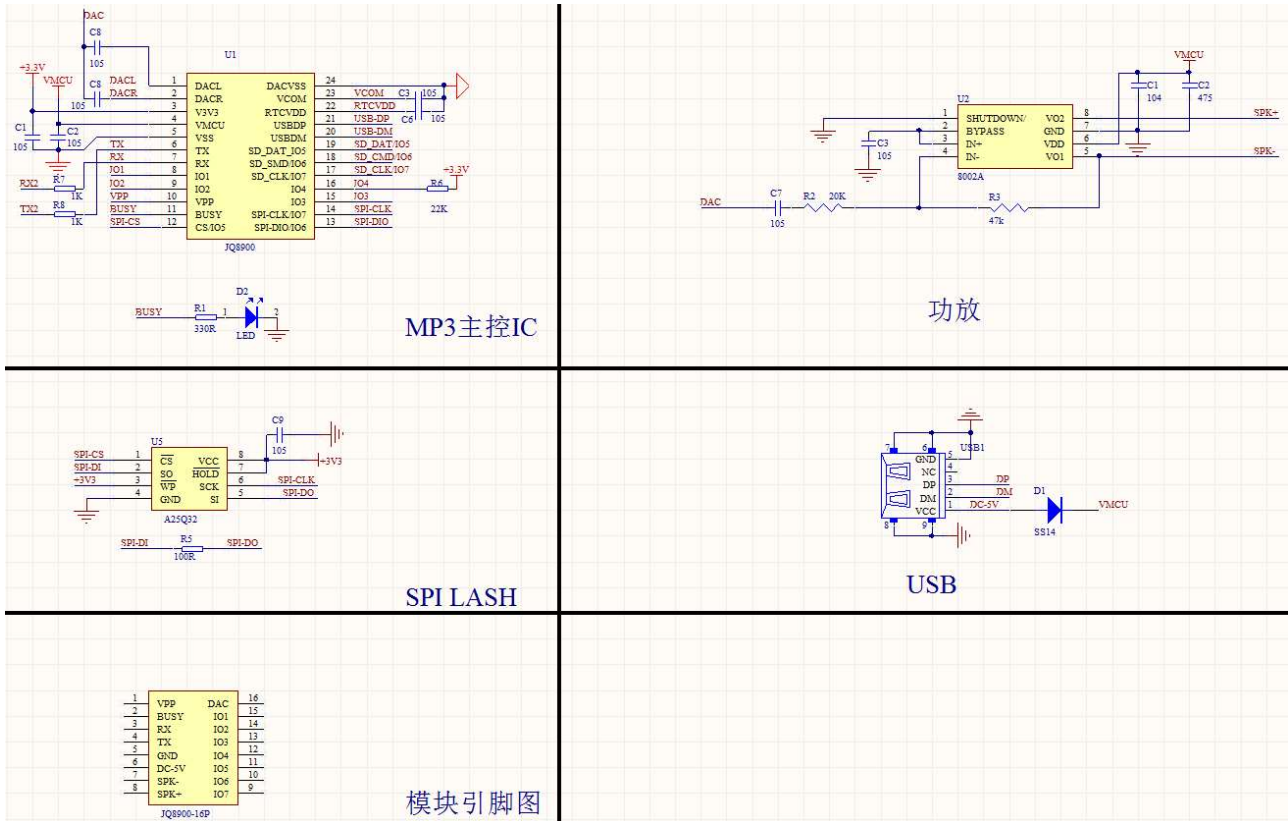 DAC
C8
105
U1
+3.3V
VMCU
C8
105
C1
105
C2
105
DACL 1 DACL DACVSS 24
DACR 2 DACR VCOM 23 VCOM C3 105
3 V3V3 RTCVDD 22 RTCVDD C6 105
4 VMCU USBDP 21 USB-DP
5 VSS USBDM 20 USB-DM
TX 6 TX SD_DAT_IO5 19 SD_DAT/IO5
RX 7 RX SD_SMD/IO6 18 SD_CMD/IO6
IO1 8 IO1 SD_CLK/IO7 17 SD_CLK/IO7
IO2 9 IO2 IO4 16 IO4 R6 22K +3.3V
VPP 10 VPP IO3 15 IO3
BUSY 11 BUSY SPI-CLK/IO7 14 SPI-CLK
SPI-CS 12 CS/IO5 SPI-DIO/IO6 13 SPI-DIO
RX2 R7 1K
TX2 R8 1K
JQ8900
BUSY R1 330R 1 D2 LED 2
MP3主控IC
VMCU
C1
104
C2
475
U2
1 SHUTDOWN/ VO2 8 SPK+
2 BYPASS GND 7
3 IN+ VDD 6
4 IN- VO1 5 SPK-
C3
105
8002A
DAC C7 105 R2 20K R3 47k
功放
C9
105
U5
SPI-CS 1 CS VCC 8 +3V3
SPI-DI 2 SO HOLD 7
+3V3 3 WP SCK 6 SPI-CLK
4 GND SI 5 SPI-DO
A25Q32
SPI-DI R5 100R SPI-DO
SPI LASH
USB1
7 6
GND 5
NC 4
DP 3 DP
DM 2 DM
VCC 1 DC-5V D1 SS14 VMCU
8 9
USB
1 VPP DAC 16
2 BUSY IO1 15
3 RX IO2 14
4 TX IO3 13
5 GND IO4 12
6 DC-5V IO5 11
7 SPK- IO6 10
8 SPK+ IO7 9
JQ8900-16P
模块引脚图